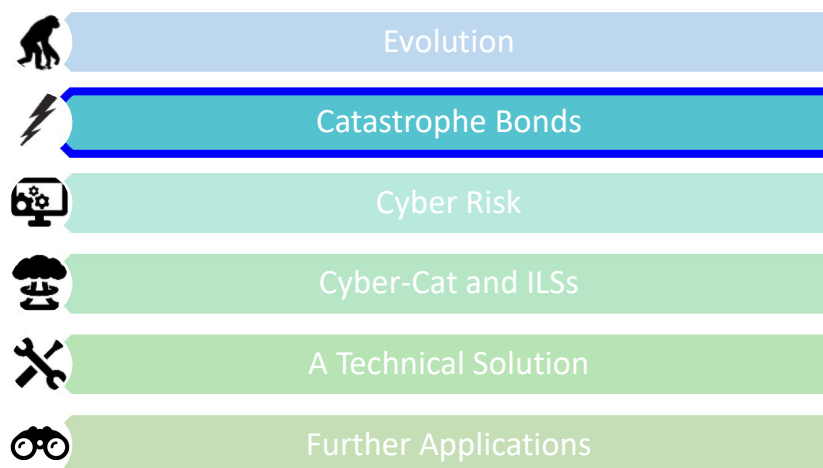 Evolution
Catastrophe Bonds
Cyber Risk
Cyber-Cat and ILSs
A Technical Solution
Further Applications